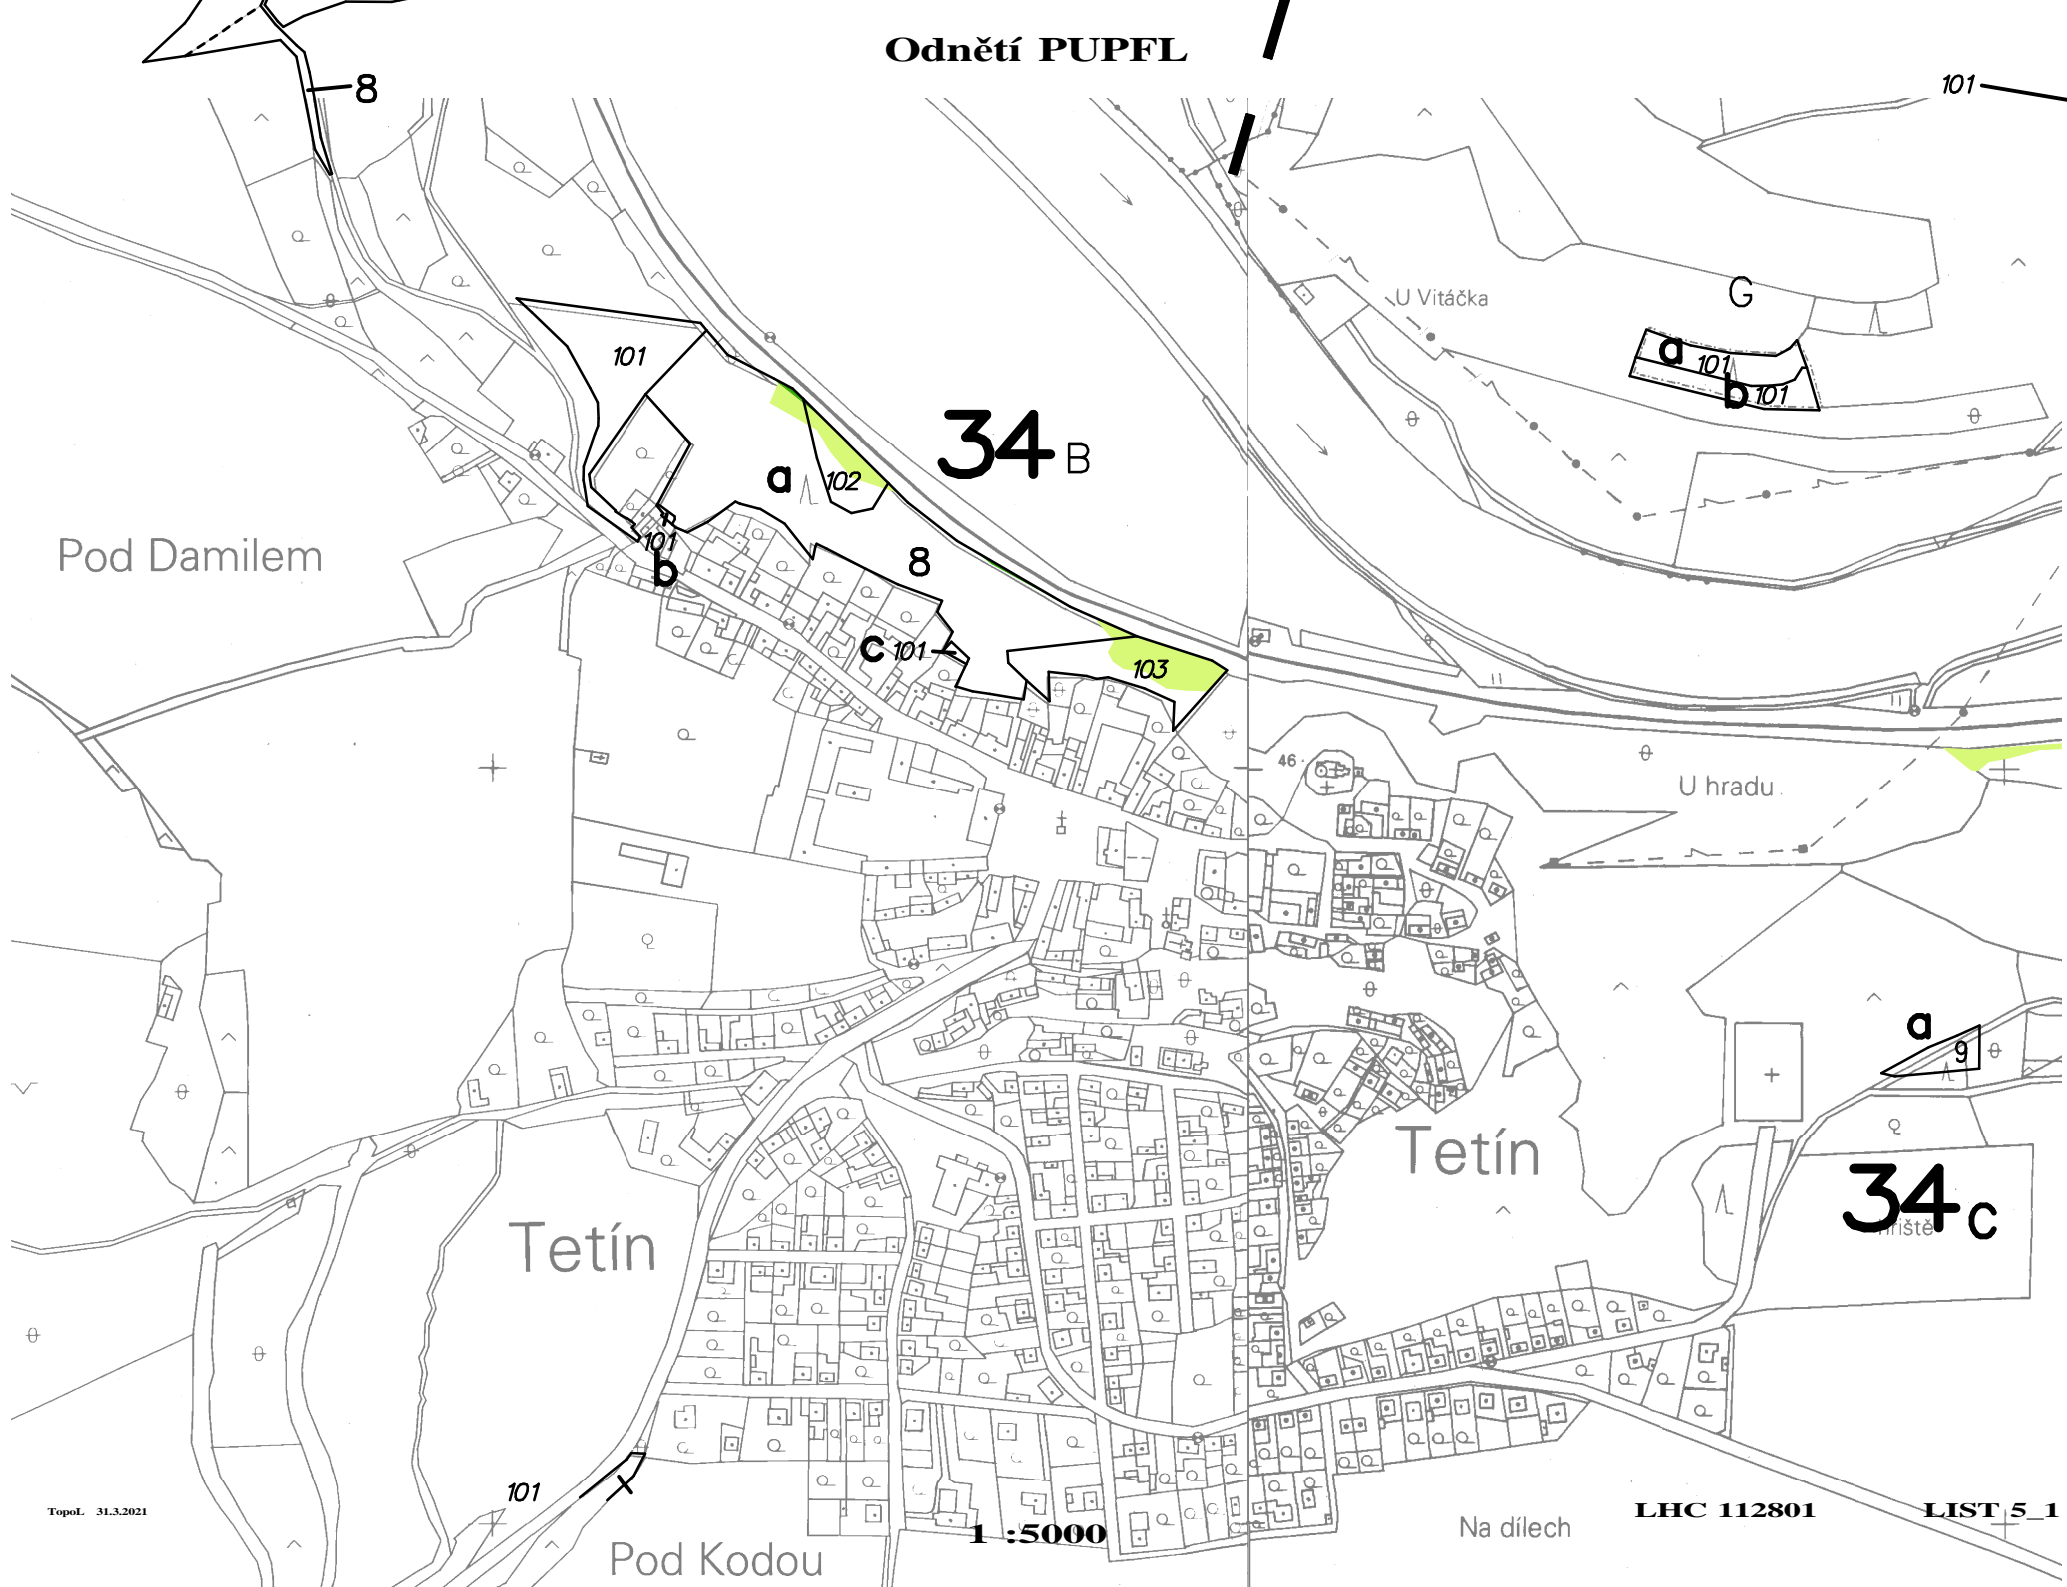 Odnětí PUPFL
8
101
U Vitáčka
G
a 101
b 101
101
34 B
a
102
Pod Damilem
101
b
8
c 101
103
46
U hradu
a
9
Tetín
34 C
Tetín
101
TopoL 31.3.2021
1 :5000
LHC 112801
LIST 5_1
Na dílech
Pod Kodou